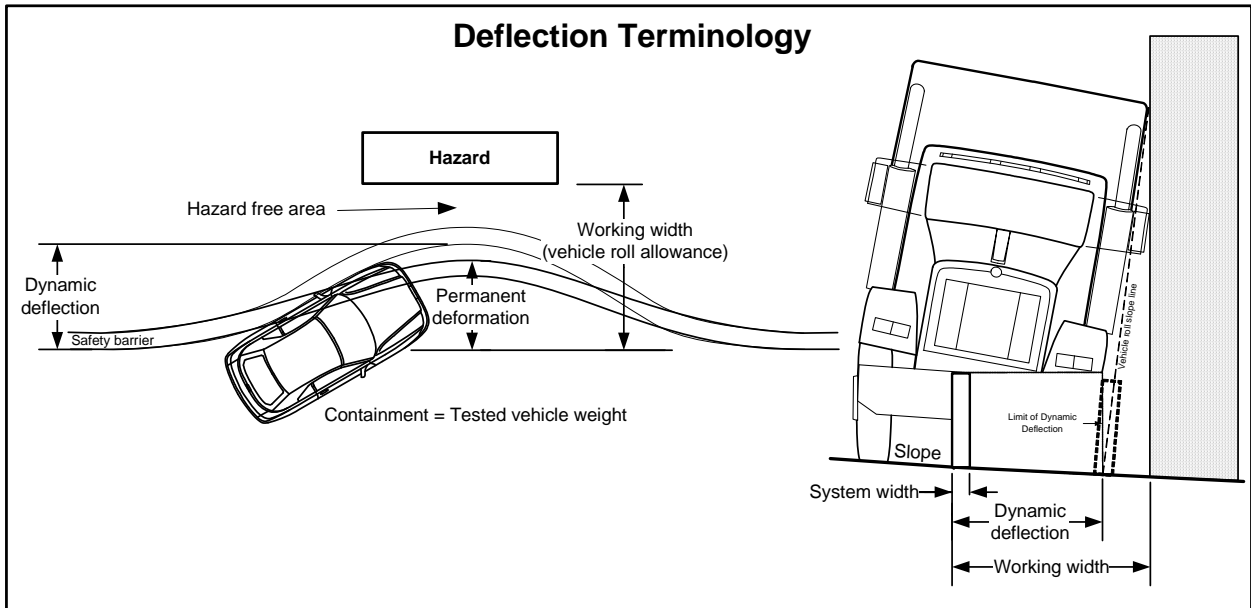 Deflection Terminology
Hazard
Hazard free area
Working width
(vehicle roll allowance)
Dynamic
deflection
Permanent
deformation
Safety barrier
Containment = Tested vehicle weight
Vehicle roll slope line
Limit of Dynamic
Deflection
Slope
System width
Dynamic
deflection
Working width